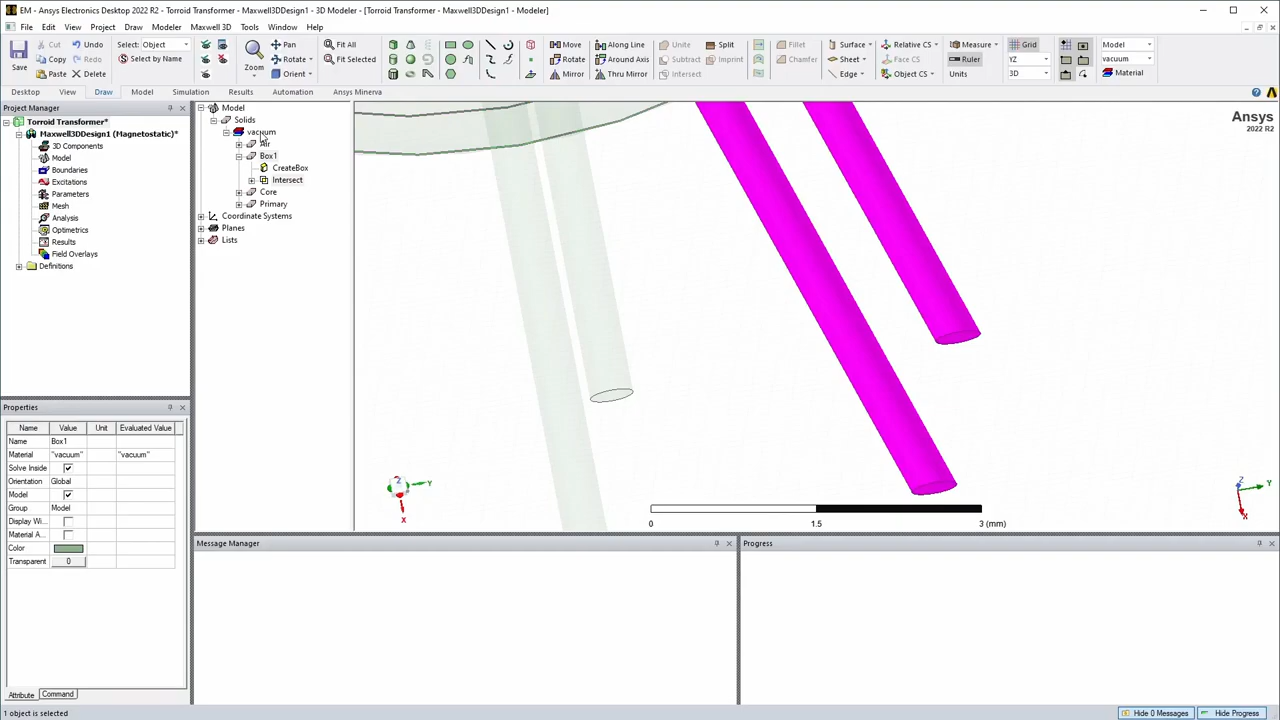 EM - Ansys Electronics Desktop 2022 R2 - Torroid Transformer - Maxwell3DDesign1 - 3D Modeler - [Torroid Transformer - Maxwell3DDesign1 - Modeler]
File Edit View Project Draw Modeler Maxwell 3D Tools Window Help
Save
Cut Undo
Copy Redo
Paste Delete
Select: Object
Select by Name
Zoom
Pan
Rotate
Orient
Fit All
Fit Selected
Move
Rotate
Mirror
Along Line
Around Axis
Thru Mirror
Unite
Subtract
Intersect
Split
Imprint
Fillet
Chamfer
Surface
Sheet
Edge
Relative CS
Face CS
Object CS
Measure
Ruler
Units
Grid
YZ
3D
Model
vacuum
Material
Desktop View Draw Model Simulation Results Automation Ansys Minerva
Project Manager
Torroid Transformer*
Maxwell3DDesign1 (Magnetostatic)*
3D Components
Model
Boundaries
Excitations
Parameters
Mesh
Analysis
Optimetrics
Results
Field Overlays
Definitions
Model
Solids
vacuum
Air
Box1
CreateBox
Intersect
Core
Primary
Coordinate Systems
Planes
Lists
Ansys
2022 R2
Z
Y
X
Z
Y
X
0 1.5 3 (mm)
Properties
Name Value Unit Evaluated Value
Name Box1
Material "vacuum" "vacuum"
Solve Inside
Orientation Global
Model
Group Model
Display Wi...
Material A...
Color
Transparent 0
Attribute Command
Message Manager
Progress
1 object is selected
Hide 0 Messages
Hide Progress